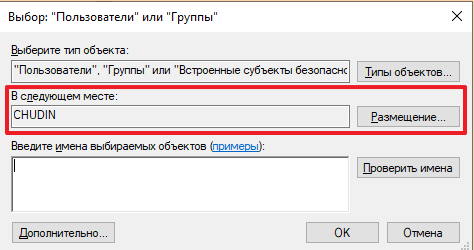 Выбор: "Пользователи" или "Группы"
Выберите тип объекта:
"Пользователи", "Группы" или "Встроенные субъекты безопасно
Типы объектов...
В следующем месте:
CHUDIN
Размещение...
Введите имена выбираемых объектов (примеры):
Проверить имена
Дополнительно...
OK
Отмена